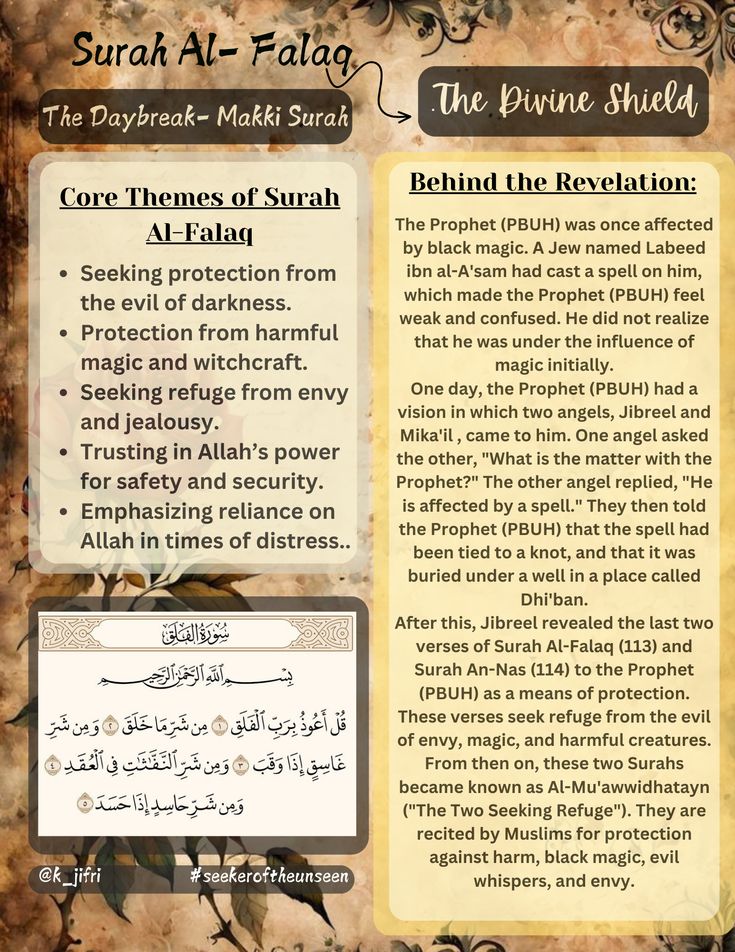 Surah Al- Falaq
The Daybreak- Makki Surah
.The Divine Shield
Core Themes of Surah
Al-Falaq
• Seeking protection from
the evil of darkness.
• Protection from harmful
magic and witchcraft.
• Seeking refuge from envy
and jealousy.
• Trusting in Allah’s power
for safety and security.
• Emphasizing reliance on
Allah in times of distress..
سُورَةُ الفَلَقِ
بِسْمِ اللَّهِ الرَّحْمَٰنِ الرَّحِيمِ
قُلْ أَعُوذُ بِرَبِّ ٱلْفَلَقِ ١ مِن شَرِّ مَا خَلَقَ ٢ وَمِن شَرِّ
غَاسِقٍ إِذَا وَقَبَ ٣ وَمِن شَرِّ ٱلنَّفَّٰثَٰتِ فِى ٱلْعُقَدِ ٤
وَمِن شَرِّ حَاسِدٍ إِذَا حَسَدَ ٥
@k_jifri
#seekeroftheunseen
Behind the Revelation:
The Prophet (PBUH) was once affected
by black magic. A Jew named Labeed
ibn al-A'sam had cast a spell on him,
which made the Prophet (PBUH) feel
weak and confused. He did not realize
that he was under the influence of
magic initially.
One day, the Prophet (PBUH) had a
vision in which two angels, Jibreel and
Mika'il , came to him. One angel asked
the other, "What is the matter with the
Prophet?" The other angel replied, "He
is affected by a spell." They then told
the Prophet (PBUH) that the spell had
been tied to a knot, and that it was
buried under a well in a place called
Dhi'ban.
After this, Jibreel revealed the last two
verses of Surah Al-Falaq (113) and
Surah An-Nas (114) to the Prophet
(PBUH) as a means of protection.
These verses seek refuge from the evil
of envy, magic, and harmful creatures.
From then on, these two Surahs
became known as Al-Mu'awwidhatayn
("The Two Seeking Refuge"). They are
recited by Muslims for protection
against harm, black magic, evil
whispers, and envy.